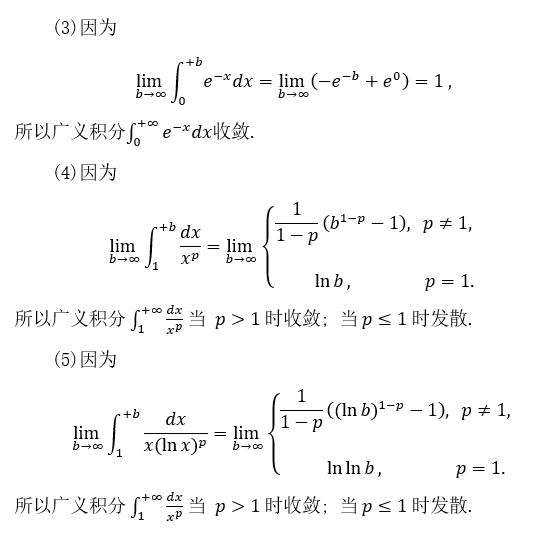 (3)因为
lim_{b→∞} ∫_0^{+b} e^{−x}dx = lim_{b→∞} (−e^{−b} + e^0) = 1 ,
所以广义积分∫_0^{+∞} e^{−x}dx收敛.
(4)因为
lim_{b→∞} ∫_1^{+b} dx/x^p = lim_{b→∞} { 1/(1 − p) (b^{1−p} − 1), p ≠ 1,
ln b , p = 1.
所以广义积分 ∫_1^{+∞} dx/x^p 当 p > 1 时收敛；当 p ≤ 1 时发散.
(5)因为
lim_{b→∞} ∫_1^{+b} dx/(x(ln x)^p) = lim_{b→∞} { 1/(1 − p) ((ln b)^{1−p} − 1), p ≠ 1,
ln ln b , p = 1.
所以广义积分 ∫_1^{+∞} dx/x^p 当 p > 1 时收敛；当 p ≤ 1 时发散.